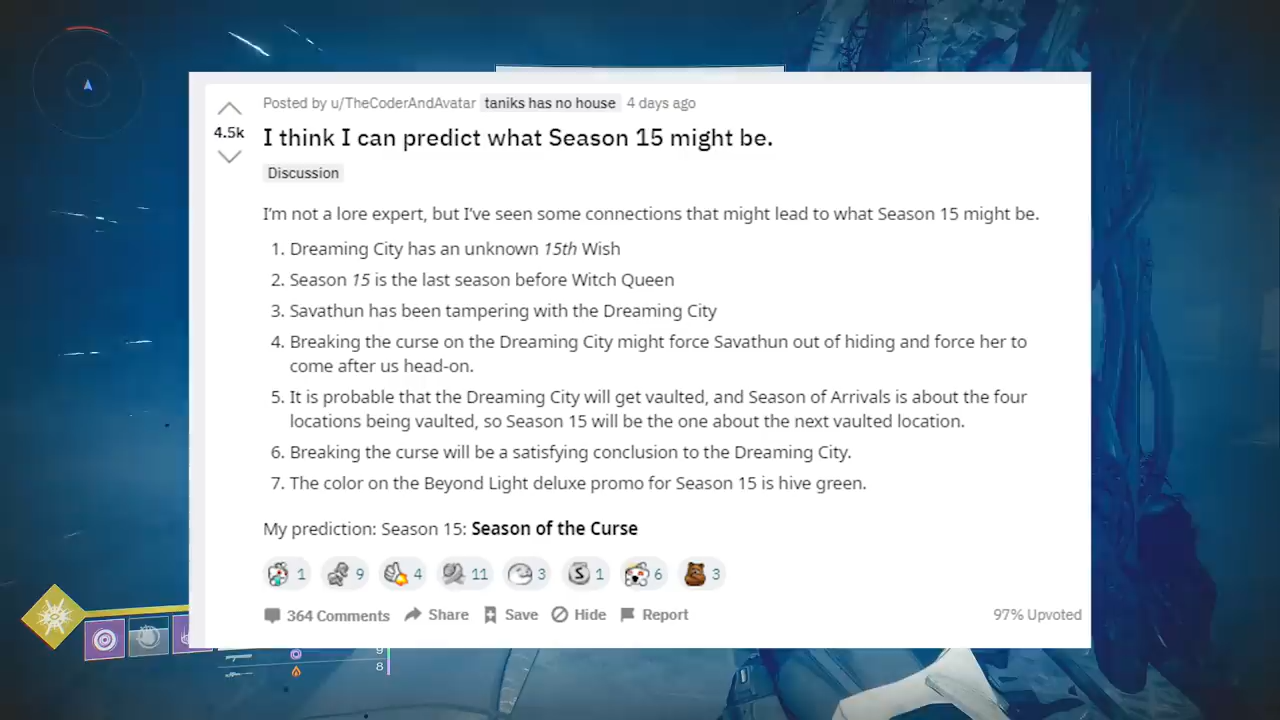 Posted by u/TheCoderAndAvatar taniks has no house 4 days ago
4.5k
I think I can predict what Season 15 might be.
Discussion
I'm not a lore expert, but I've seen some connections that might lead to what Season 15 might be.
1. Dreaming City has an unknown 15th Wish
2. Season 15 is the last season before Witch Queen
3. Savathun has been tampering with the Dreaming City
4. Breaking the curse on the Dreaming City might force Savathun out of hiding and force her to
come after us head-on.
5. It is probable that the Dreaming City will get vaulted, and Season of Arrivals is about the four
locations being vaulted, so Season 15 will be the one about the next vaulted location.
6. Breaking the curse will be a satisfying conclusion to the Dreaming City.
7. The color on the Beyond Light deluxe promo for Season 15 is hive green.
My prediction: Season 15: Season of the Curse
1 9 4 11 3 S 1 6 3
364 Comments Share Save Hide Report 97% Upvoted
9
8